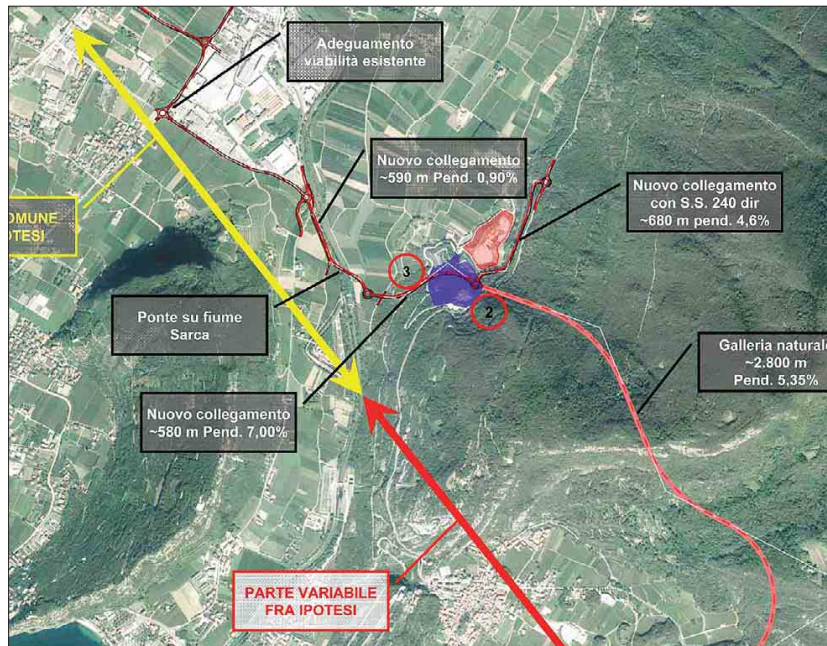 Adeguamento
viabilità esistente
Nuovo collegamento
~590 m Pend. 0,90%
Nuovo collegamento
con S.S. 240 dir
~680 m pend. 4,6%
OMUNE
OTESI
3
2
Ponte su fiume
Sarca
Galleria naturale
~2.800 m
Pend. 5,35%
Nuovo collegamento
~580 m Pend. 7,00%
PARTE VARIABILE
FRA IPOTESI